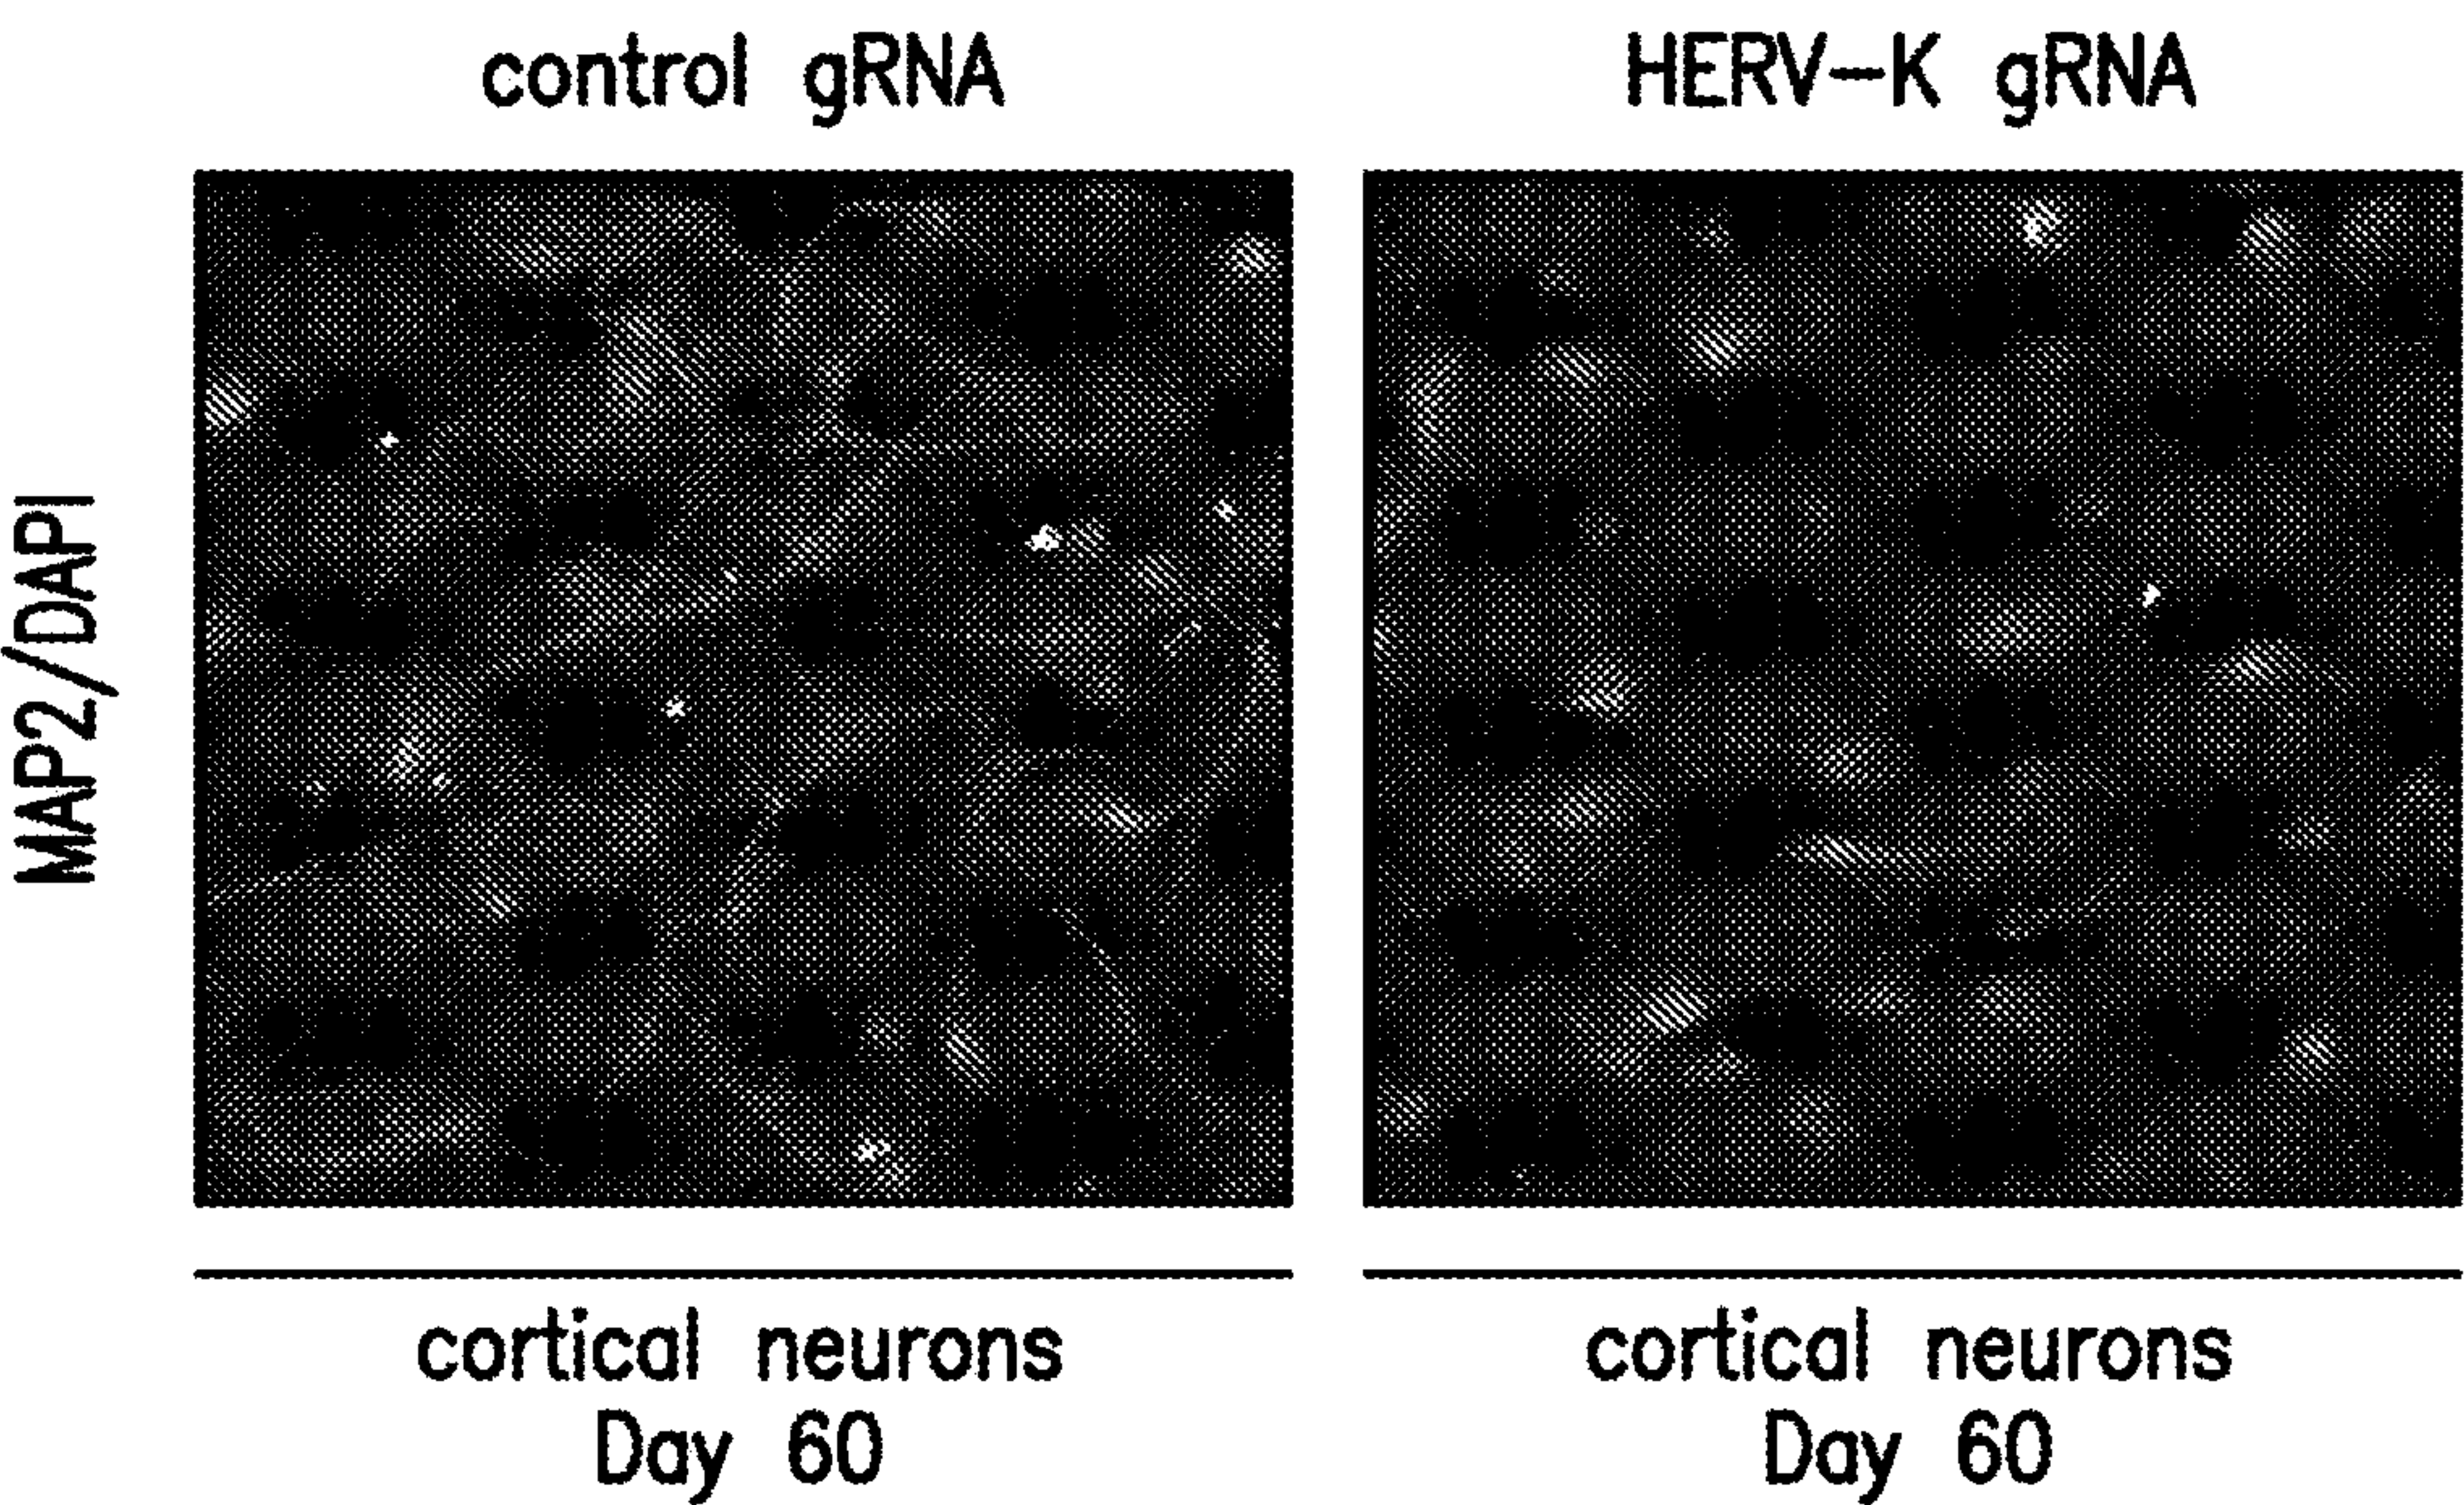 control gRNA
HERV-K gRNA
MAP2/DAPI
cortical neurons
Day 60
cortical neurons
Day 60